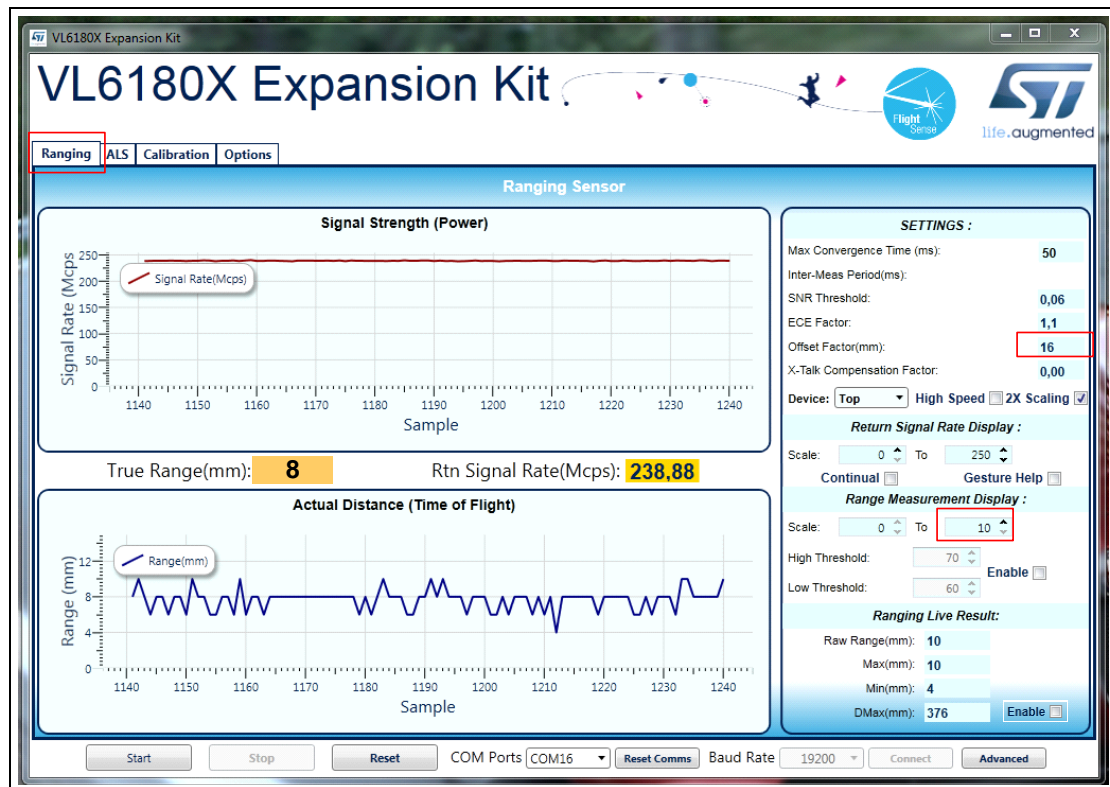 VL6180X Expansion Kit
VL6180X Expansion Kit
Flight
Sense
life.augmented
Ranging ALS Calibration Options
Ranging Sensor
Signal Strength (Power)
Signal Rate (Mcps)
250
200
150
100
50
0
Signal Rate(Mcps)
1140 1150 1160 1170 1180 1190 1200 1210 1220 1230 1240
Sample
True Range(mm): 8 Rtn Signal Rate(Mcps): 238,88
Actual Distance (Time of Flight)
Range (mm)
12
8
4
0
Range(mm)
1140 1150 1160 1170 1180 1190 1200 1210 1220 1230 1240
Sample
SETTINGS :
Max Convergence Time (ms): 50
Inter-Meas Period(ms):
SNR Threshold: 0,06
ECE Factor: 1,1
Offset Factor(mm): 16
X-Talk Compensation Factor: 0,00
Device: Top High Speed 2X Scaling
Return Signal Rate Display :
Scale: 0 To 250
Continual Gesture Help
Range Measurement Display :
Scale: 0 To 10
High Threshold: 70
Enable
Low Threshold: 60
Ranging Live Result:
Raw Range(mm): 10
Max(mm): 10
Min(mm): 4
DMax(mm): 376 Enable
Start Stop Reset COM Ports COM16 Reset Comms Baud Rate 19200 Connect Advanced